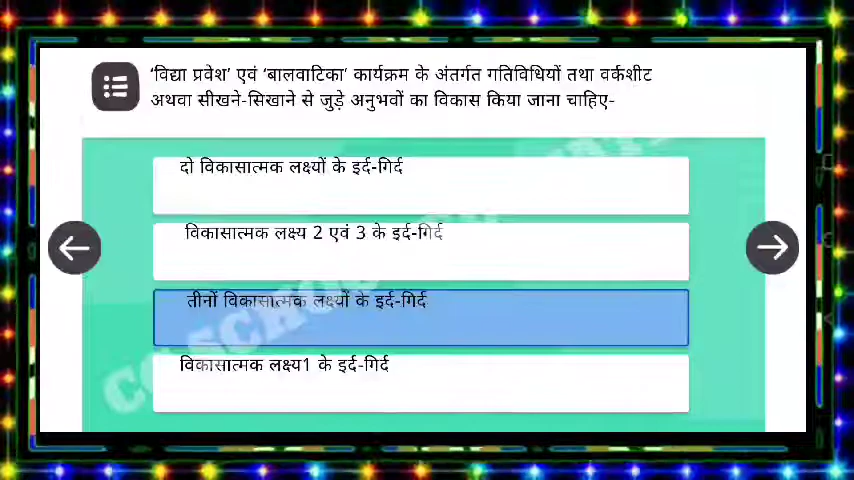 ‘विद्या प्रवेश’ एवं ‘बालवाटिका’ कार्यक्रम के अंतर्गत गतिविधियों तथा वर्कशीट
अथवा सीखने-सिखाने से जुड़े अनुभवों का विकास किया जाना चाहिए-
दो विकासात्मक लक्ष्यों के इर्द-गिर्द
विकासात्मक लक्ष्य 2 एवं 3 के इर्द-गिर्द
तीनों विकासात्मक लक्ष्यों के इर्द-गिर्द
विकासात्मक लक्ष्य1 के इर्द-गिर्द